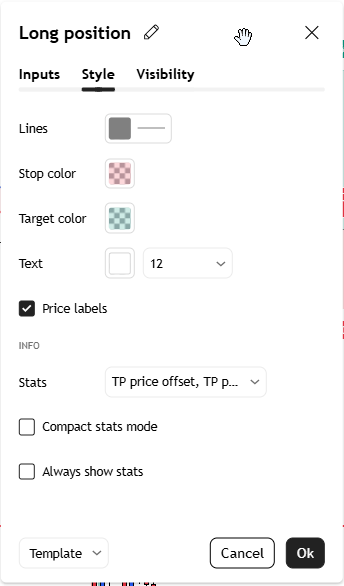 Long position
Inputs Style Visibility
Lines
Stop color
Target color
Text 12
Price labels
INFO
Stats TP price offset, TP p...
Compact stats mode
Always show stats
Template Cancel Ok